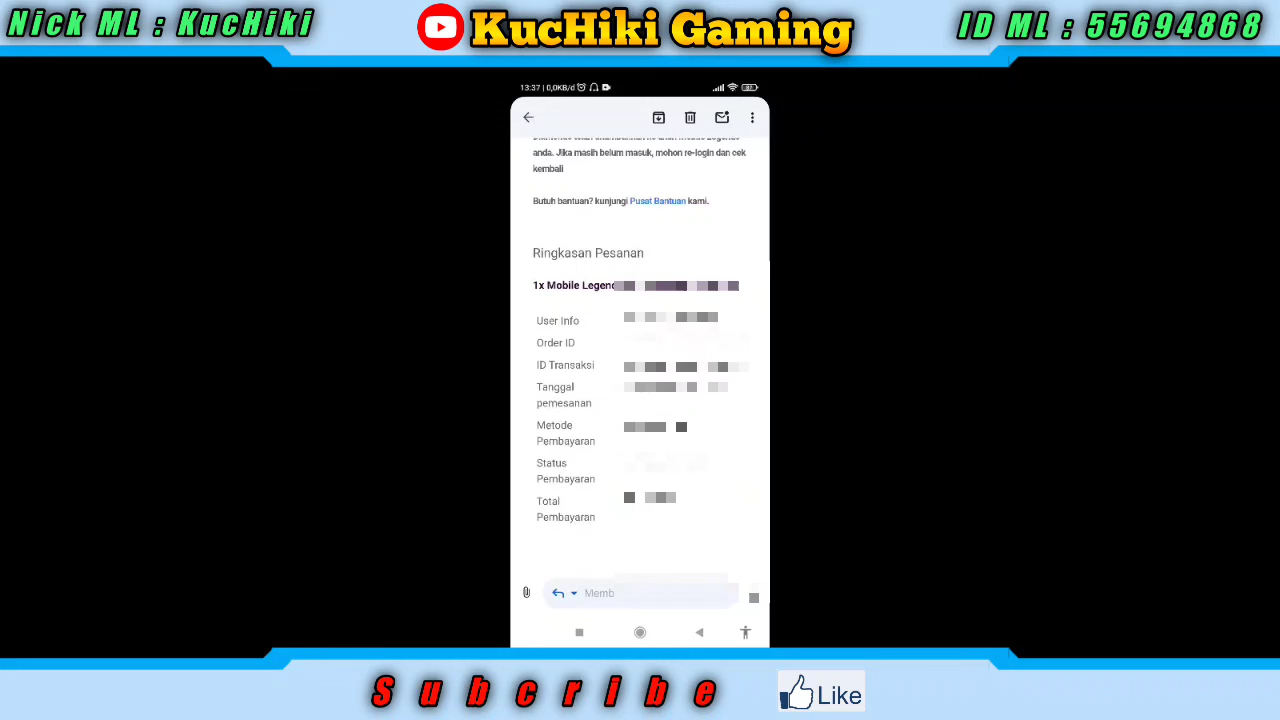 Nick ML : KucHiki
KucHiki Gaming
ID ML : 55694868
13:37 | 0,0KB/d
anda. Jika masih belum masuk, mohon re-login dan cek
kembali
Butuh bantuan? kunjungi Pusat Bantuan kami.
Ringkasan Pesanan
1x Mobile Legend
User Info
Order ID
ID Transaksi
Tanggal
pemesanan
Metode
Pembayaran
Status
Pembayaran
Total
Pembayaran
Memb
Subcribe
Like